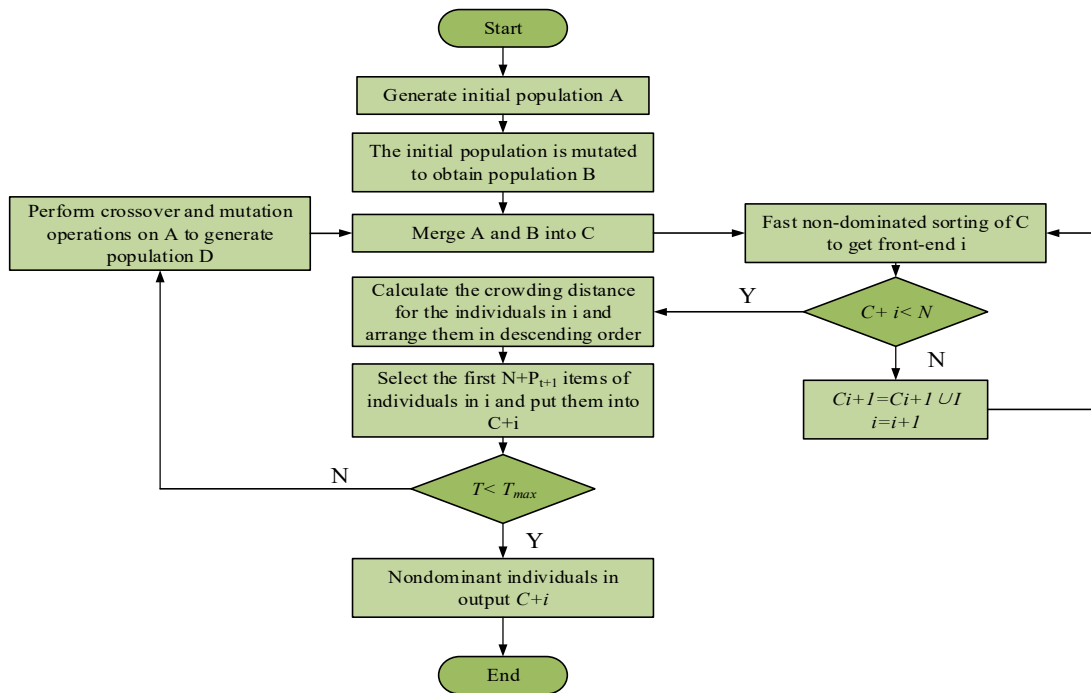 Start
Generate initial population A
The initial population is mutated
to obtain population B
Perform crossover and mutation
operations on A to generate
population D
Merge A and B into C
Fast non-dominated sorting of C
to get front-end i
Calculate the crowding distance
for the individuals in i and
arrange them in descending order
Y
C+ i< N
N
Select the first N+Pt+1 items of
individuals in i and put them into
C+i
Ci+1=Ci+1 ∪I
i=i+1
N
T< Tmax
Y
Nondominant individuals in
output C+i
End